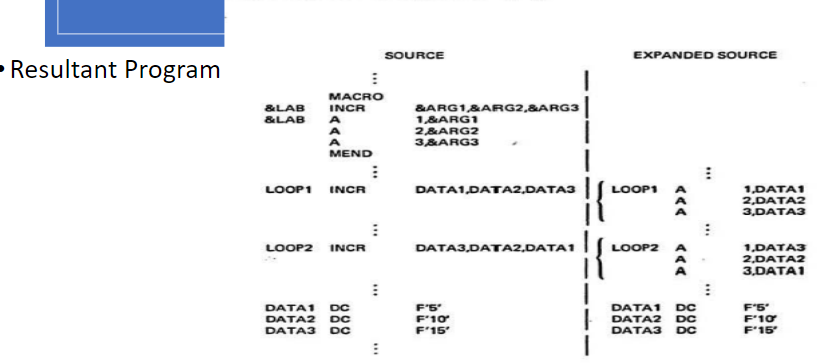 • Resultant Program
SOURCE EXPANDED SOURCE
⋮
MACRO
&LAB INCR &ARG1,&ARG2,&ARG3
&LAB A 1,&ARG1
A 2,&ARG2
A 3,&ARG3
MEND
⋮ ⋮
LOOP1 INCR DATA1,DATA2,DATA3 { LOOP1 A 1,DATA1
A 2,DATA2
A 3,DATA3
⋮ ⋮
LOOP2 INCR DATA3,DATA2,DATA1 { LOOP2 A 1,DATA3
A 2,DATA2
A 3,DATA1
⋮ ⋮
DATA1 DC F'5' DATA1 DC F'5'
DATA2 DC F'10' DATA2 DC F'10'
DATA3 DC F'15' DATA3 DC F'15'
⋮